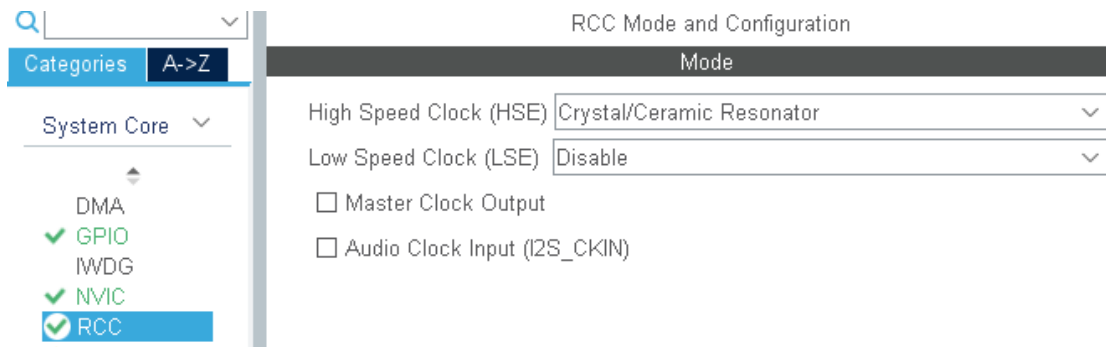 RCC Mode and Configuration
Categories A->Z
Mode
System Core
High Speed Clock (HSE) Crystal/Ceramic Resonator
Low Speed Clock (LSE) Disable
Master Clock Output
Audio Clock Input (I2S_CKIN)
DMA
GPIO
IWDG
NVIC
RCC